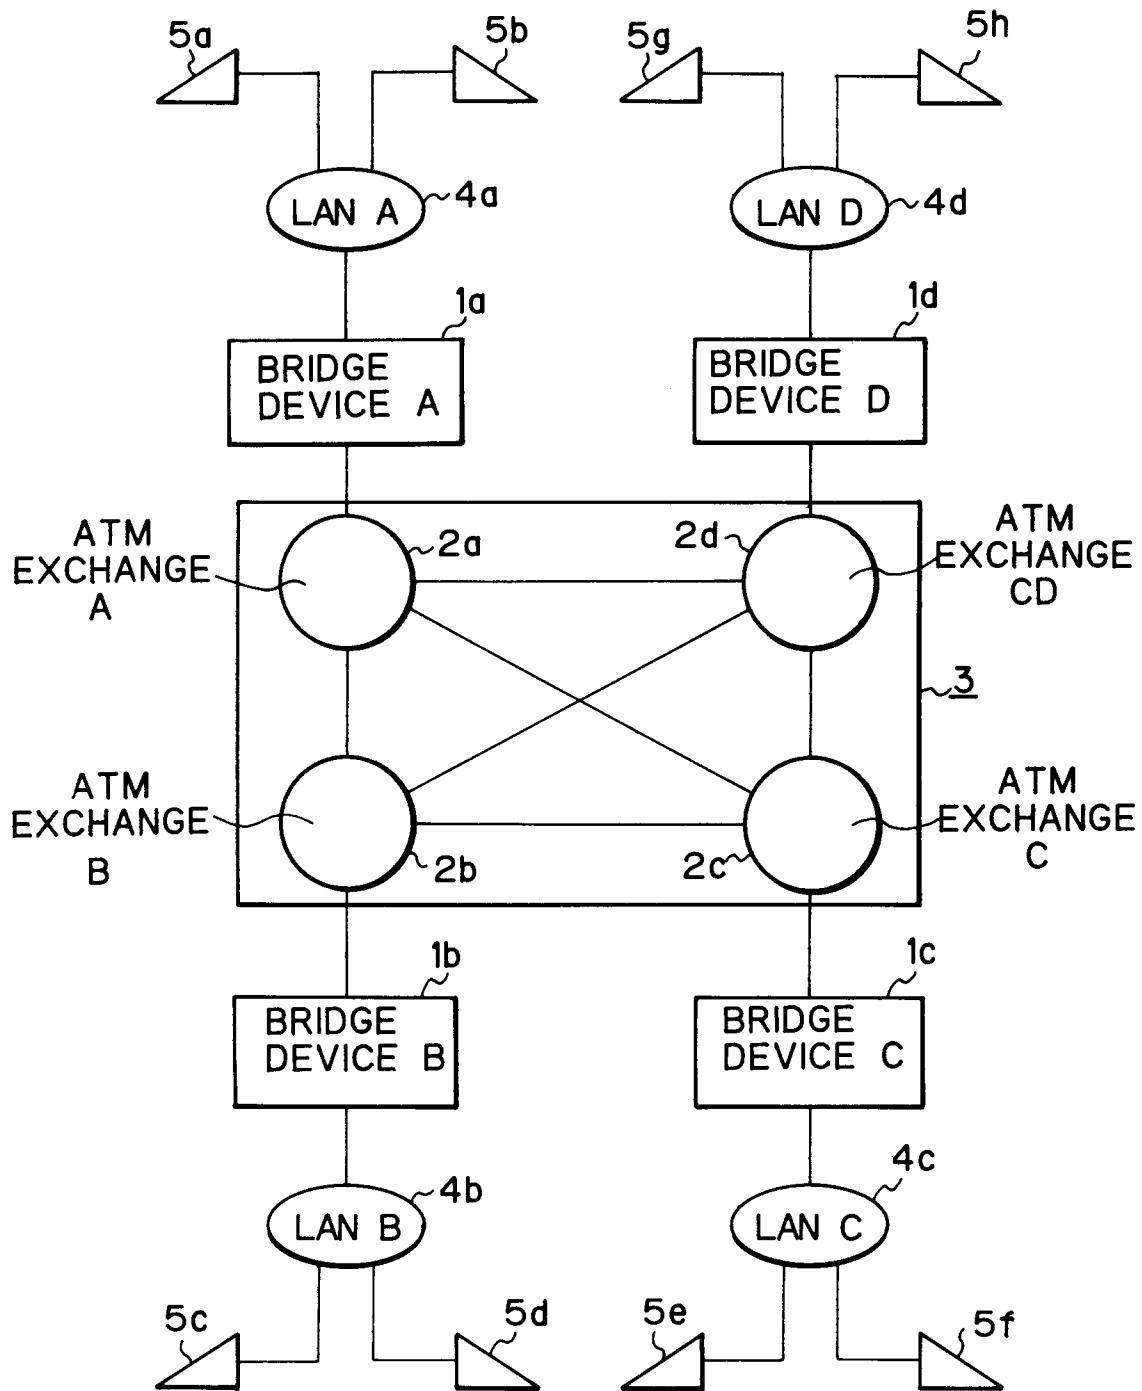 5a
5b
5g
5h
LAN A
4a
LAN D
4d
1a
1d
BRIDGE
DEVICE A
BRIDGE
DEVICE D
ATM
EXCHANGE
A
2a
2d
ATM
EXCHANGE
CD
3
ATM
EXCHANGE
B
2b
2c
ATM
EXCHANGE
C
1b
1c
BRIDGE
DEVICE B
BRIDGE
DEVICE C
4b
4c
LAN B
LAN C
5c
5d
5e
5f